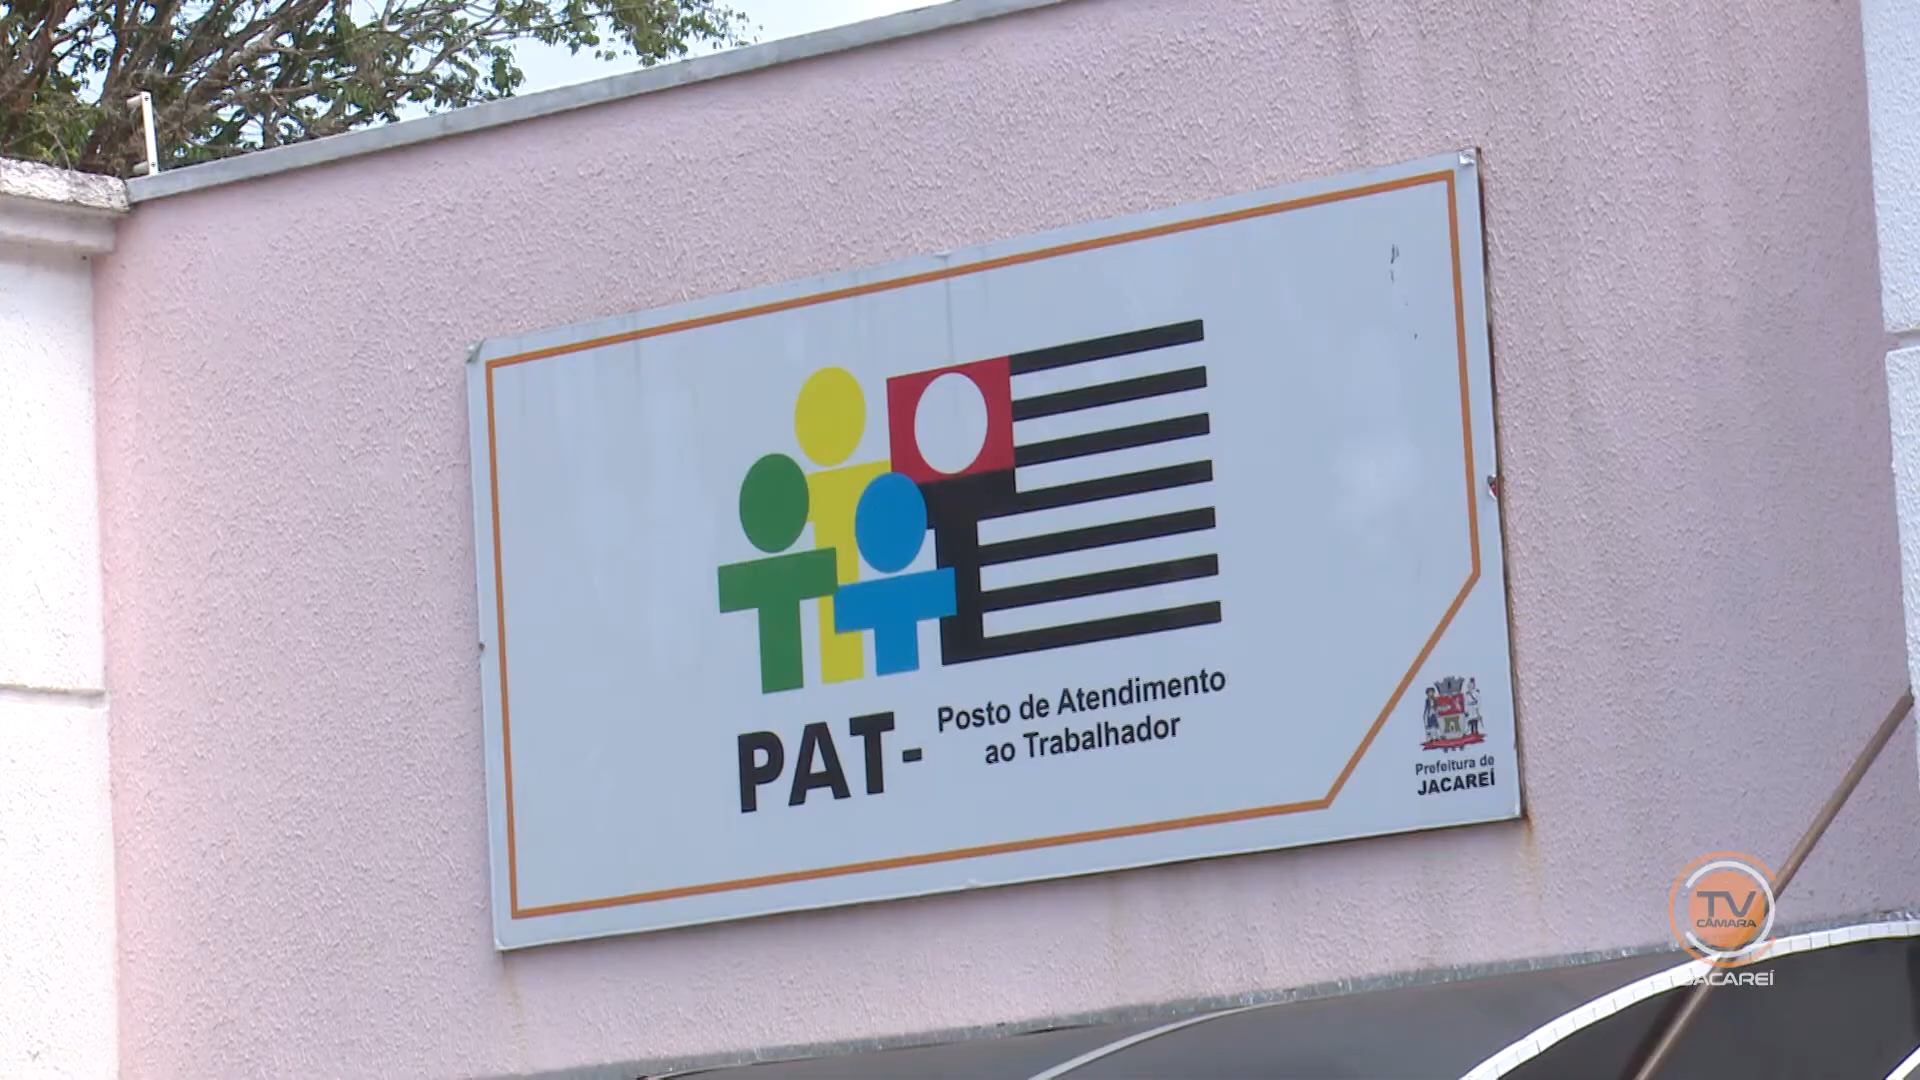 PAT-
Posto de Atendimento
ao Trabalhador
Prefeitura de
JACAREÍ
TV
CÂMARA
JACAREÍ